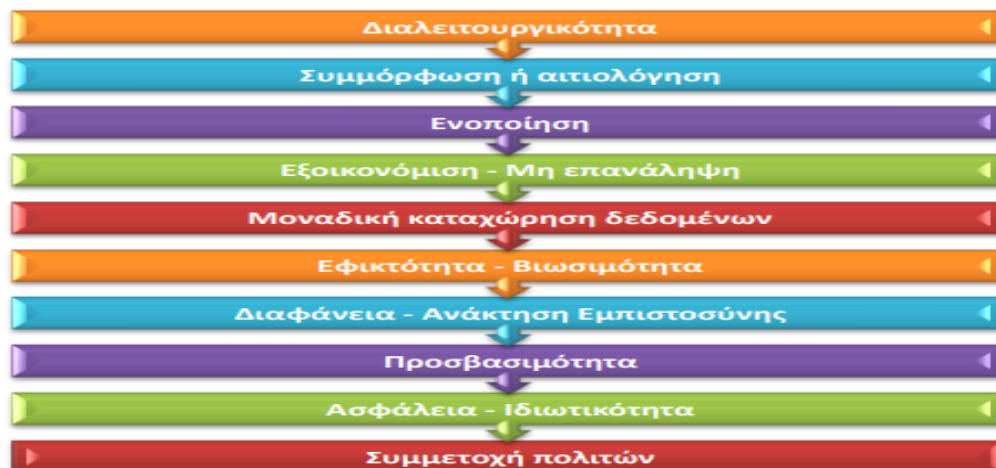 Διαλειτουργικότητα
Συμμόρφωση ή αιτιολόγηση
Ενοποίηση
Εξοικονόμιση - Μη επανάληψη
Μοναδική καταχώρηση δεδομένων
Εφικτότητα - Βιωσιμότητα
Διαφάνεια - Ανάκτηση Εμπιστοσύνης
Προσβασιμότητα
Ασφάλεια - Ιδιωτικότητα
Συμμετοχή πολιτών